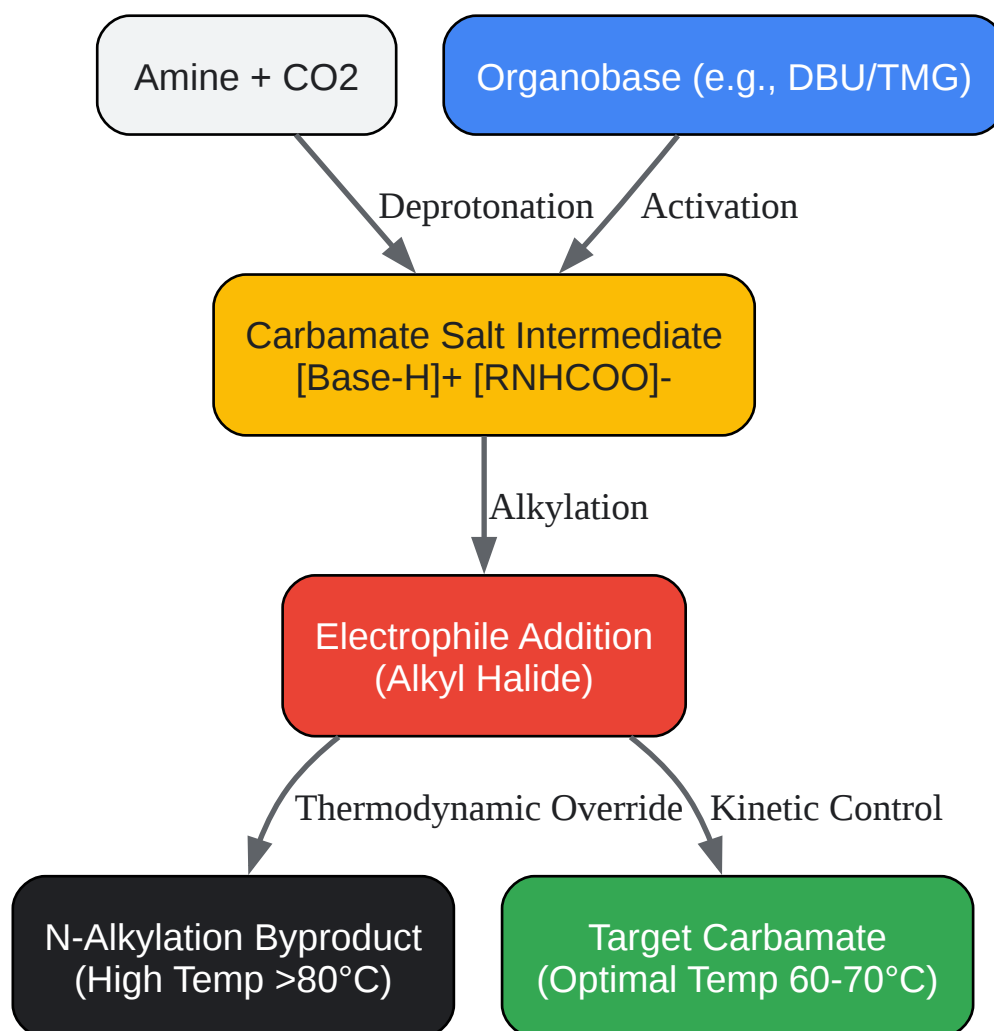 Amine + CO2
Organobase (e.g., DBU/TMG)
Deprotonation
Activation
Carbamate Salt Intermediate
[Base-H]+ [RNHCOO]-
Alkylation
Electrophile Addition
(Alkyl Halide)
Thermodynamic Override
Kinetic Control
N-Alkylation Byproduct
(High Temp >80°C)
Target Carbamate
(Optimal Temp 60-70°C)